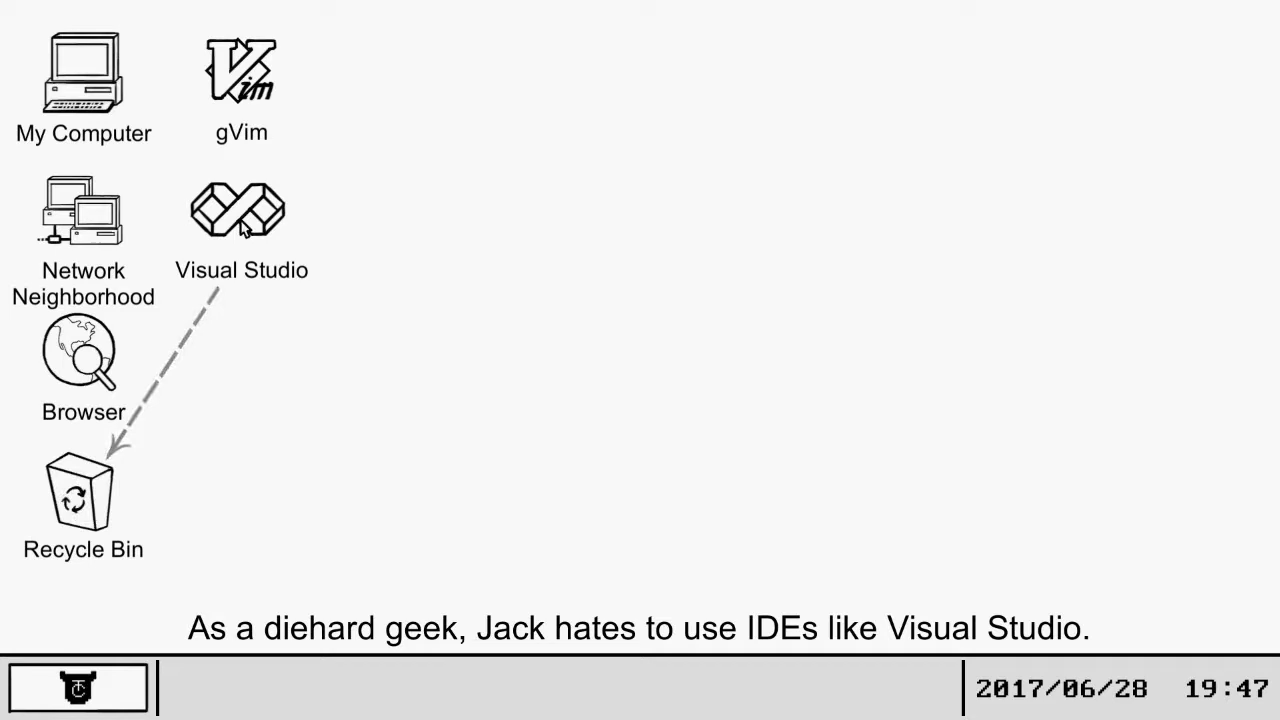 My Computer
Vim
gVim
Network
Neighborhood
Visual Studio
Browser
Recycle Bin
As a diehard geek, Jack hates to use IDEs like Visual Studio.
2017/06/28 19:47